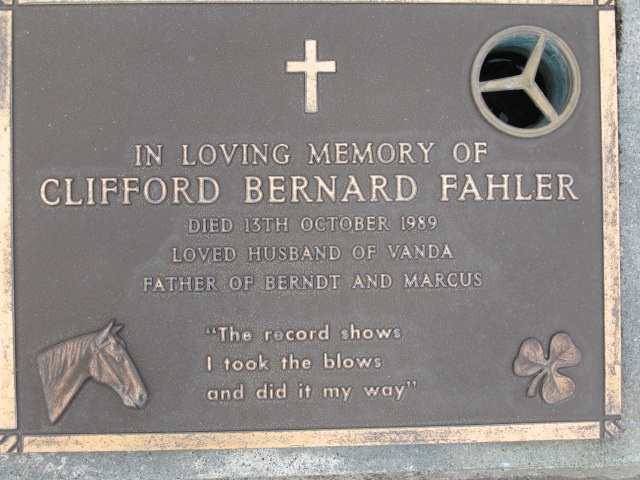 IN LOVING MEMORY OF
CLIFFORD BERNARD FAHLER
DIED 13TH OCTOBER 1989
LOVED HUSBAND OF VANDA
FATHER OF BERNDT AND MARCUS
"The record shows
I took the blows
and did it my way"